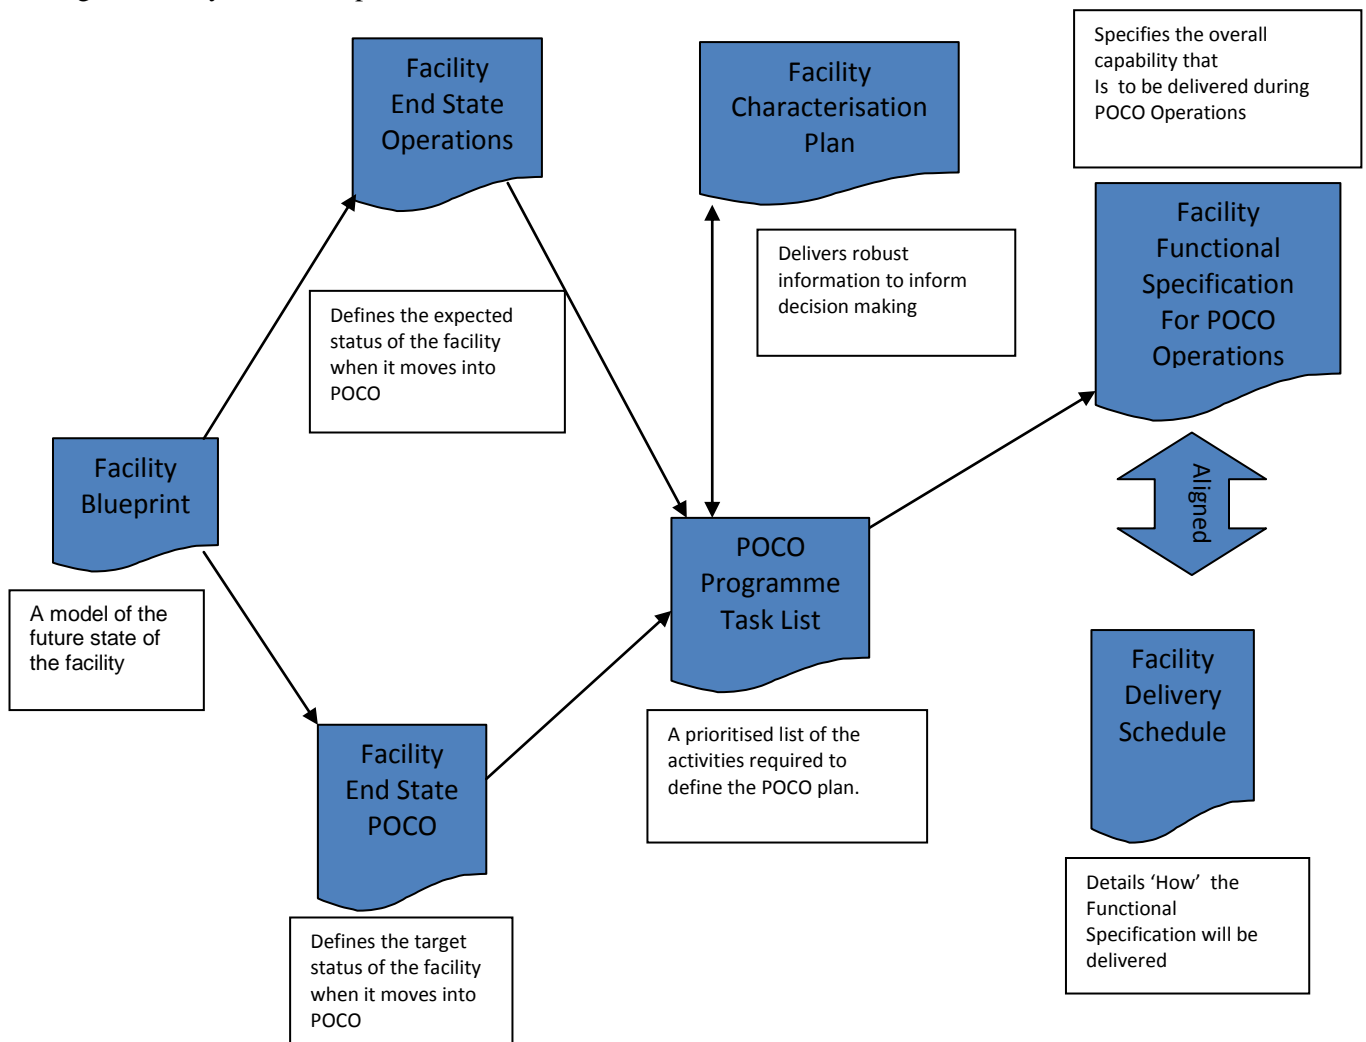 Facility
End State
Operations
Facility
Characterisation
Plan
Specifies the overall
capability that
Is  to be delivered during
POCO Operations
Facility
Functional
Specification
For POCO
Operations
Delivers robust
information to inform
decision making
Defines the expected
status of the facility
when it moves into
POCO
Facility
Blueprint
Aligned
A model of the
future state of
the facility
POCO
Programme
Task List
Facility
Delivery
Schedule
Facility
End State
POCO
A prioritised list of the
activities required to
define the POCO plan.
Details ‘How’  the
Functional
Specification will be
delivered
Defines the target
status of the facility
when it moves into
POCO